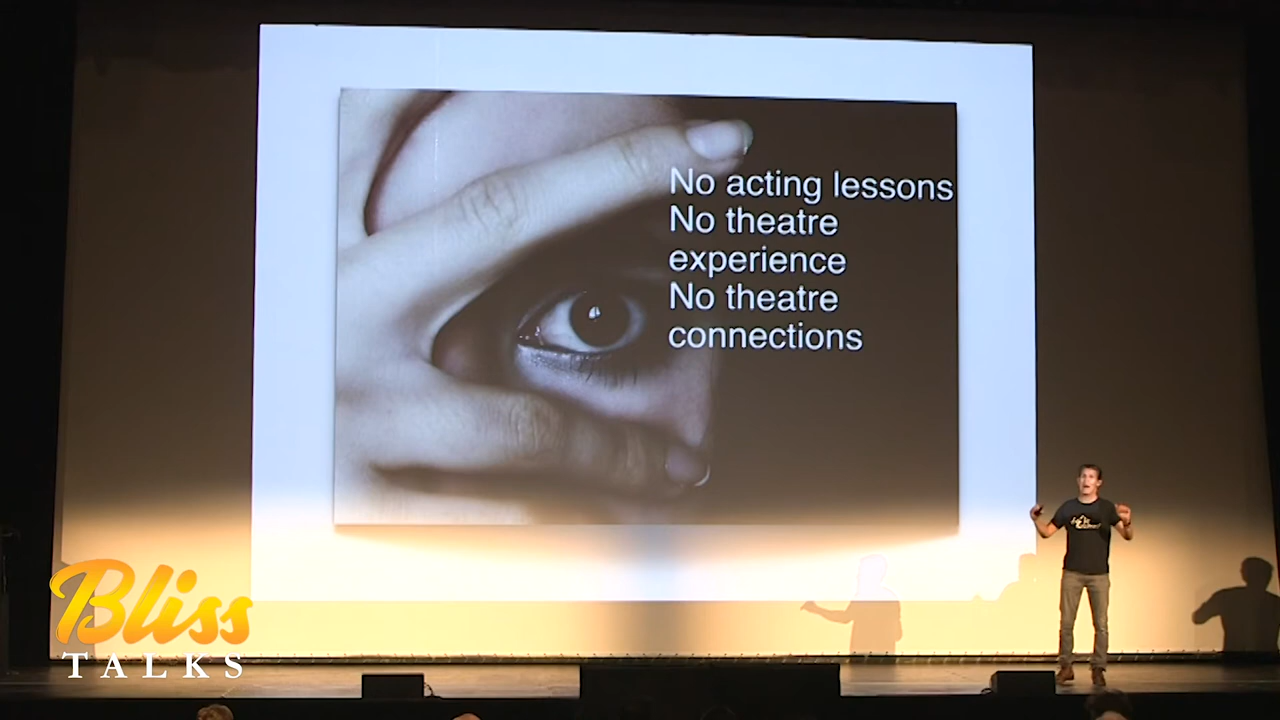 No acting lessons
No theatre
experience
No theatre
connections
Bliss
TALKS